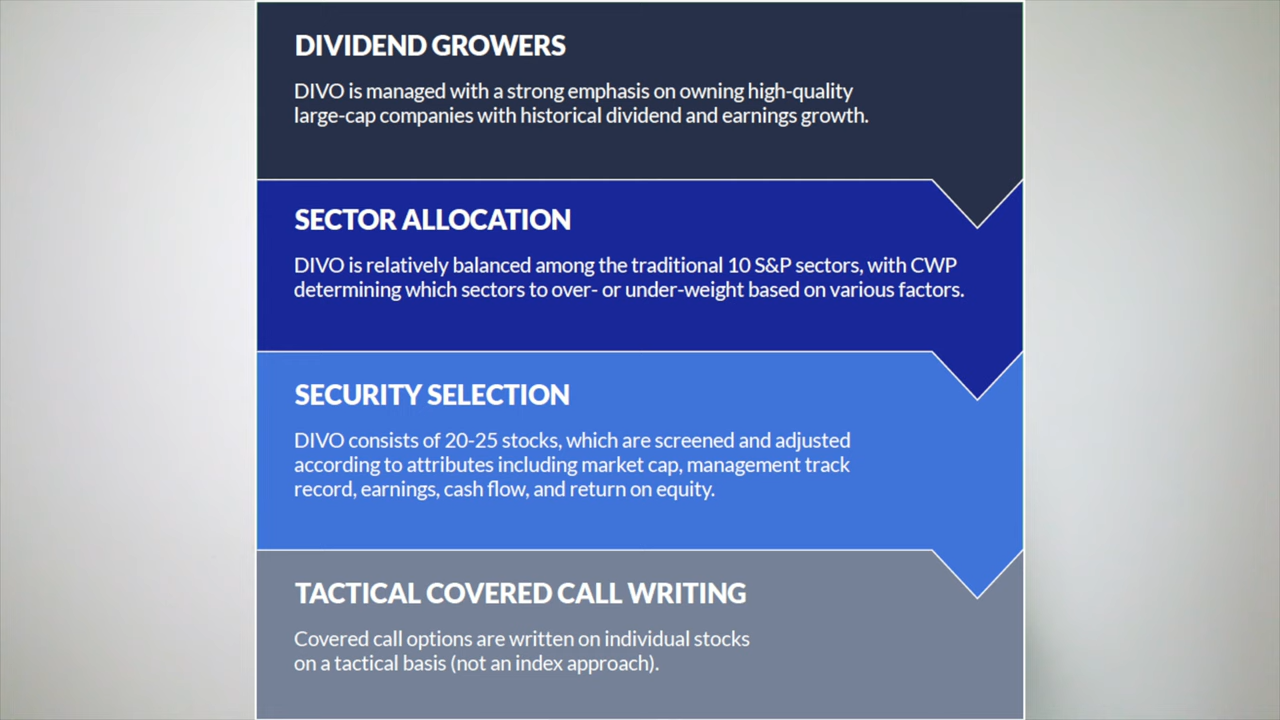 DIVIDEND GROWERS
DIVO is managed with a strong emphasis on owning high-quality
large-cap companies with historical dividend and earnings growth.
SECTOR ALLOCATION
DIVO is relatively balanced among the traditional 10 S&P sectors, with CWP
determining which sectors to over- or under-weight based on various factors.
SECURITY SELECTION
DIVO consists of 20-25 stocks, which are screened and adjusted
according to attributes including market cap, management track
record, earnings, cash flow, and return on equity.
TACTICAL COVERED CALL WRITING
Covered call options are written on individual stocks
on a tactical basis (not an index approach).